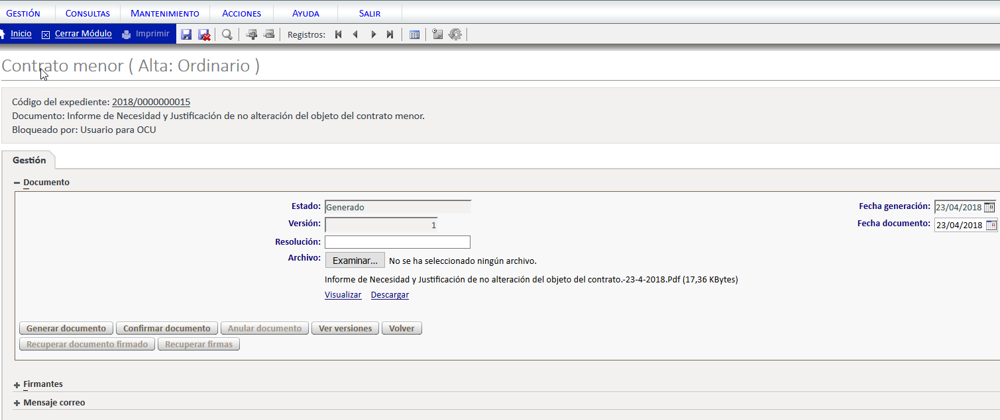 GESTIÓN CONSULTAS MANTENIMIENTO ACCIONES AYUDA SALIR
Inicio Cerrar Módulo Imprimir Registros:
Contrato menor ( Alta: Ordinario )
Código del expediente: 2018/0000000015
Documento: Informe de Necesidad y Justificación de no alteración del objeto del contrato menor.
Bloqueado por: Usuario para OCU
Gestión
Documento
Estado: Generado Fecha generación: 23/04/2018
Versión: 1 Fecha documento: 23/04/2018
Resolución:
Archivo: Examinar... No se ha seleccionado ningún archivo.
Informe de Necesidad y Justificación de no alteración del objeto del contrato.-23-4-2018.Pdf (17,36 KBytes)
Visualizar Descargar
Generar documento Confirmar documento Anular documento Ver versiones Volver
Recuperar documento firmado Recuperar firmas
Firmantes
Mensaje correo